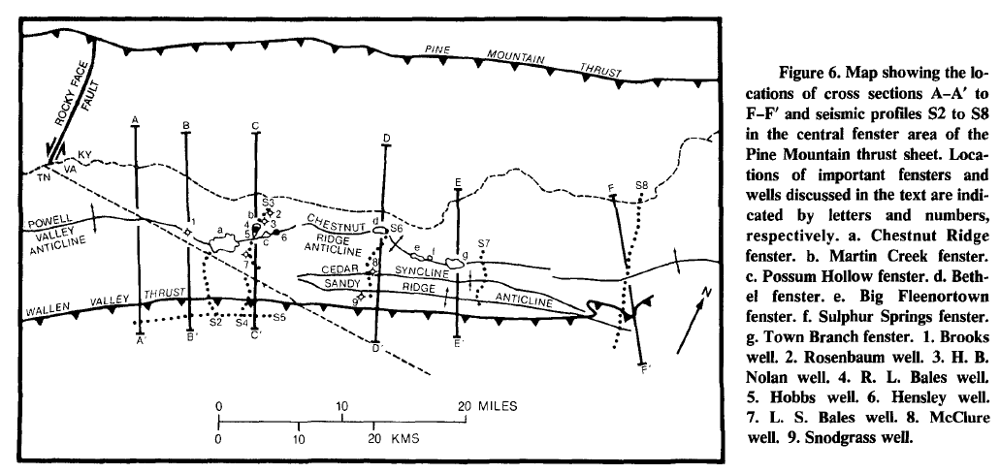 PINE MOUNTAIN THRUST
ROCKY FACE
FAULT
A
B
C
D
E
F
S8
KY
TN
VA
S3
2
b
3
4
5
c
6
1
a
7
POWELL
VALLEY
ANTICLINE
CHESTNUT
RIDGE
ANTICLINE
d
S6
e
f
g
S7
CEDAR
SYNCLINE
8
SANDY
RIDGE
ANTICLINE
9
WALLEN VALLEY THRUST
S2
S4
S5
A'
B'
C'
D'
E'
F'
N
0 10 20 MILES
0 10 20 KMS
Figure 6. Map showing the lo-
cations of cross sections A–A′ to
F–F′ and seismic profiles S2 to S8
in the central fenster area of the
Pine Mountain thrust sheet. Loca-
tions of important fensters and
wells discussed in the text are indi-
cated by letters and numbers,
respectively. a. Chestnut Ridge
fenster. b. Martin Creek fenster.
c. Possum Hollow fenster. d. Beth-
el fenster. e. Big Fleenortown
fenster. f. Sulphur Springs fenster.
g. Town Branch fenster. 1. Brooks
well. 2. Rosenbaum well. 3. H. B.
Nolan well. 4. R. L. Bales well.
5. Hobbs well. 6. Hensley well.
7. L. S. Bales well. 8. McClure
well. 9. Snodgrass well.